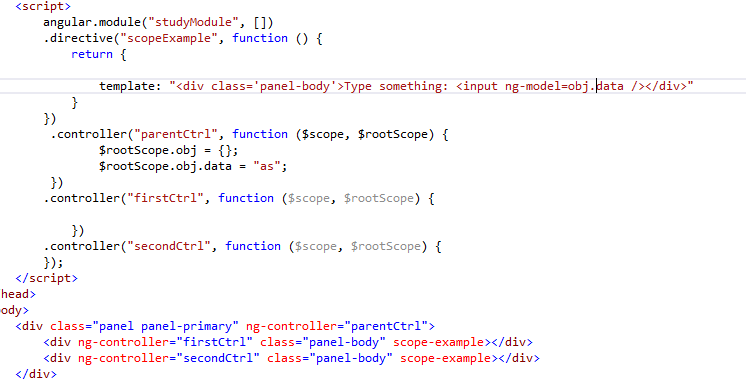 <script>
angular.module("studyModule", [])
.directive("scopeExample", function () {
return {
template: "<div class='panel-body'>Type something: <input ng-model=obj.data /></div>"
}
})
.controller("parentCtrl", function ($scope, $rootScope) {
$rootScope.obj = {};
$rootScope.obj.data = "as";
})
.controller("firstCtrl", function ($scope, $rootScope) {
})
.controller("secondCtrl", function ($scope, $rootScope) {
});
</script>
head>
ody>
<div class="panel panel-primary" ng-controller="parentCtrl">
<div ng-controller="firstCtrl" class="panel-body" scope-example></div>
<div ng-controller="secondCtrl" class="panel-body" scope-example></div>
</div>